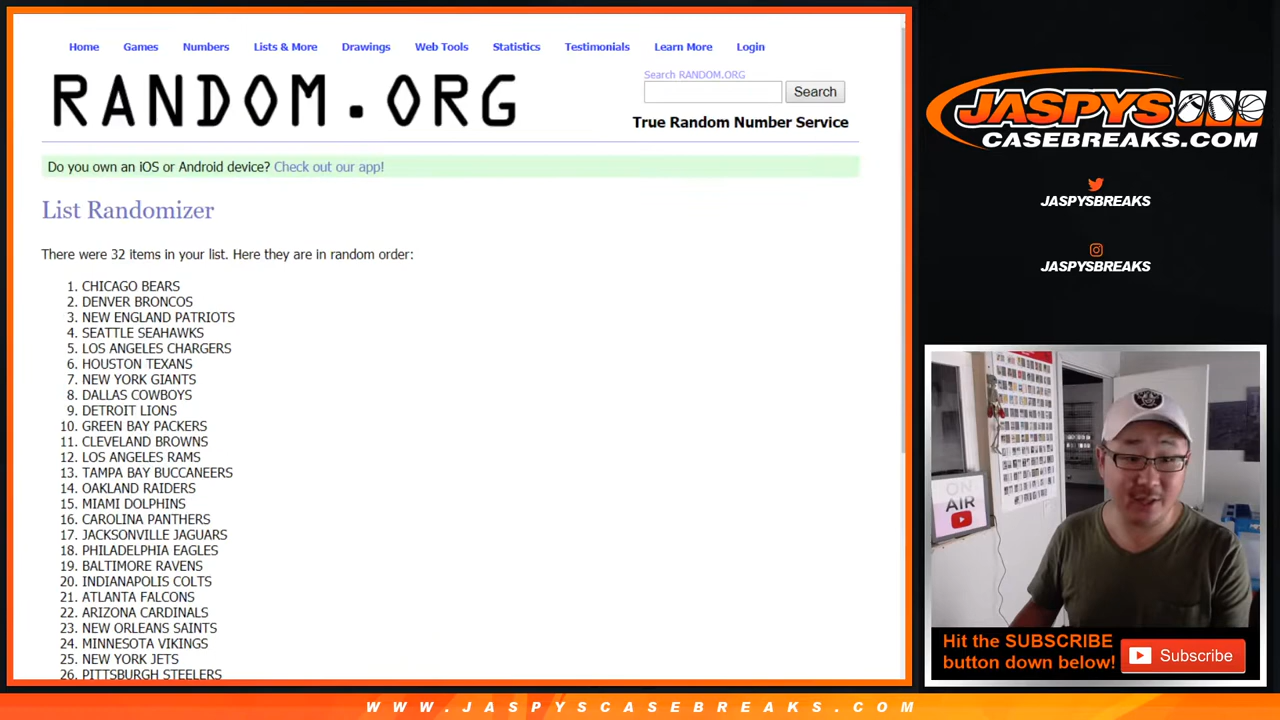 Home Games Numbers Lists & More Drawings Web Tools Statistics Testimonials Learn More Login
RANDOM.ORG
Search RANDOM.ORG
Search
True Random Number Service
Do you own an iOS or Android device? Check out our app!
List Randomizer
There were 32 items in your list. Here they are in random order:
1. CHICAGO BEARS
2. DENVER BRONCOS
3. NEW ENGLAND PATRIOTS
4. SEATTLE SEAHAWKS
5. LOS ANGELES CHARGERS
6. HOUSTON TEXANS
7. NEW YORK GIANTS
8. DALLAS COWBOYS
9. DETROIT LIONS
10. GREEN BAY PACKERS
11. CLEVELAND BROWNS
12. LOS ANGELES RAMS
13. TAMPA BAY BUCCANEERS
14. OAKLAND RAIDERS
15. MIAMI DOLPHINS
16. CAROLINA PANTHERS
17. JACKSONVILLE JAGUARS
18. PHILADELPHIA EAGLES
19. BALTIMORE RAVENS
20. INDIANAPOLIS COLTS
21. ATLANTA FALCONS
22. ARIZONA CARDINALS
23. NEW ORLEANS SAINTS
24. MINNESOTA VIKINGS
25. NEW YORK JETS
26. PITTSBURGH STEELERS
JASPYS
CASEBREAKS.COM
JASPYSBREAKS
JASPYSBREAKS
ON
AIR
Hit the SUBSCRIBE
button down below!
Subscribe
WWW.JASPYSCASEBREAKS.COM